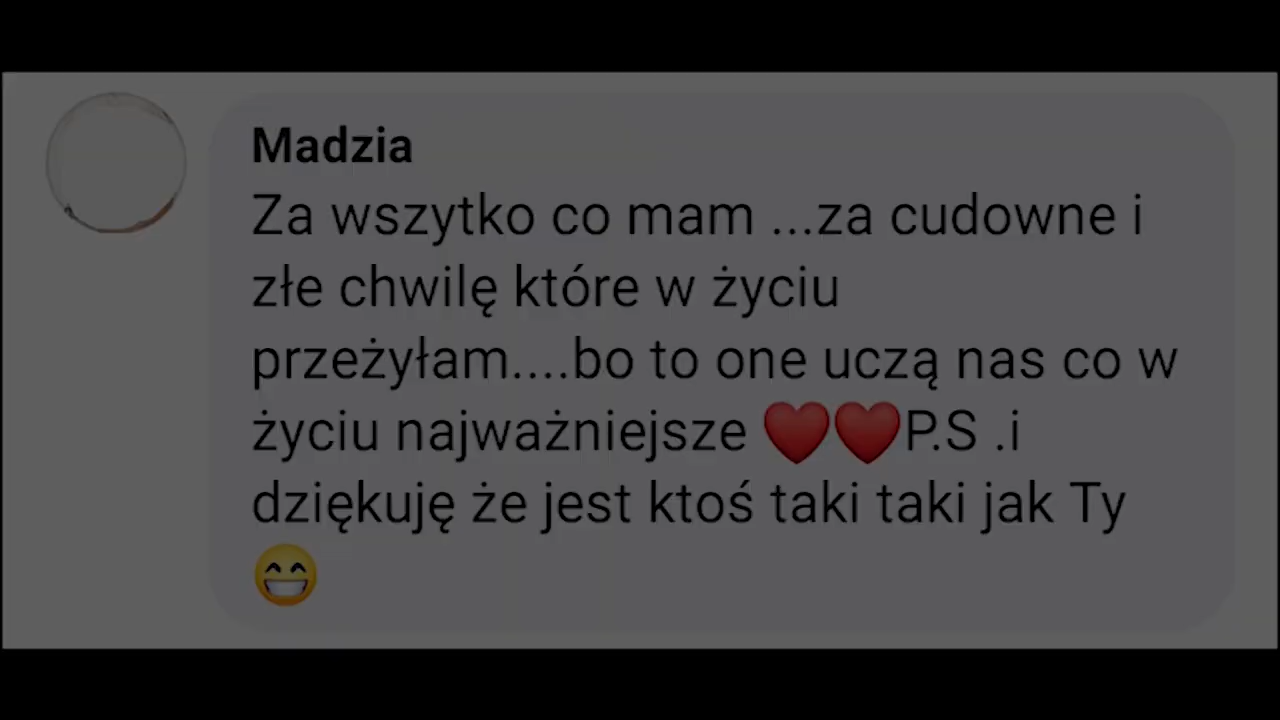 Madzia
Za wszytko co mam ...za cudowne i
złe chwilę które w życiu
przeżyłam....bo to one uczą nas co w
życiu najważniejsze ❤️❤️P.S .i
dziękuję że jest ktoś taki taki jak Ty
😁